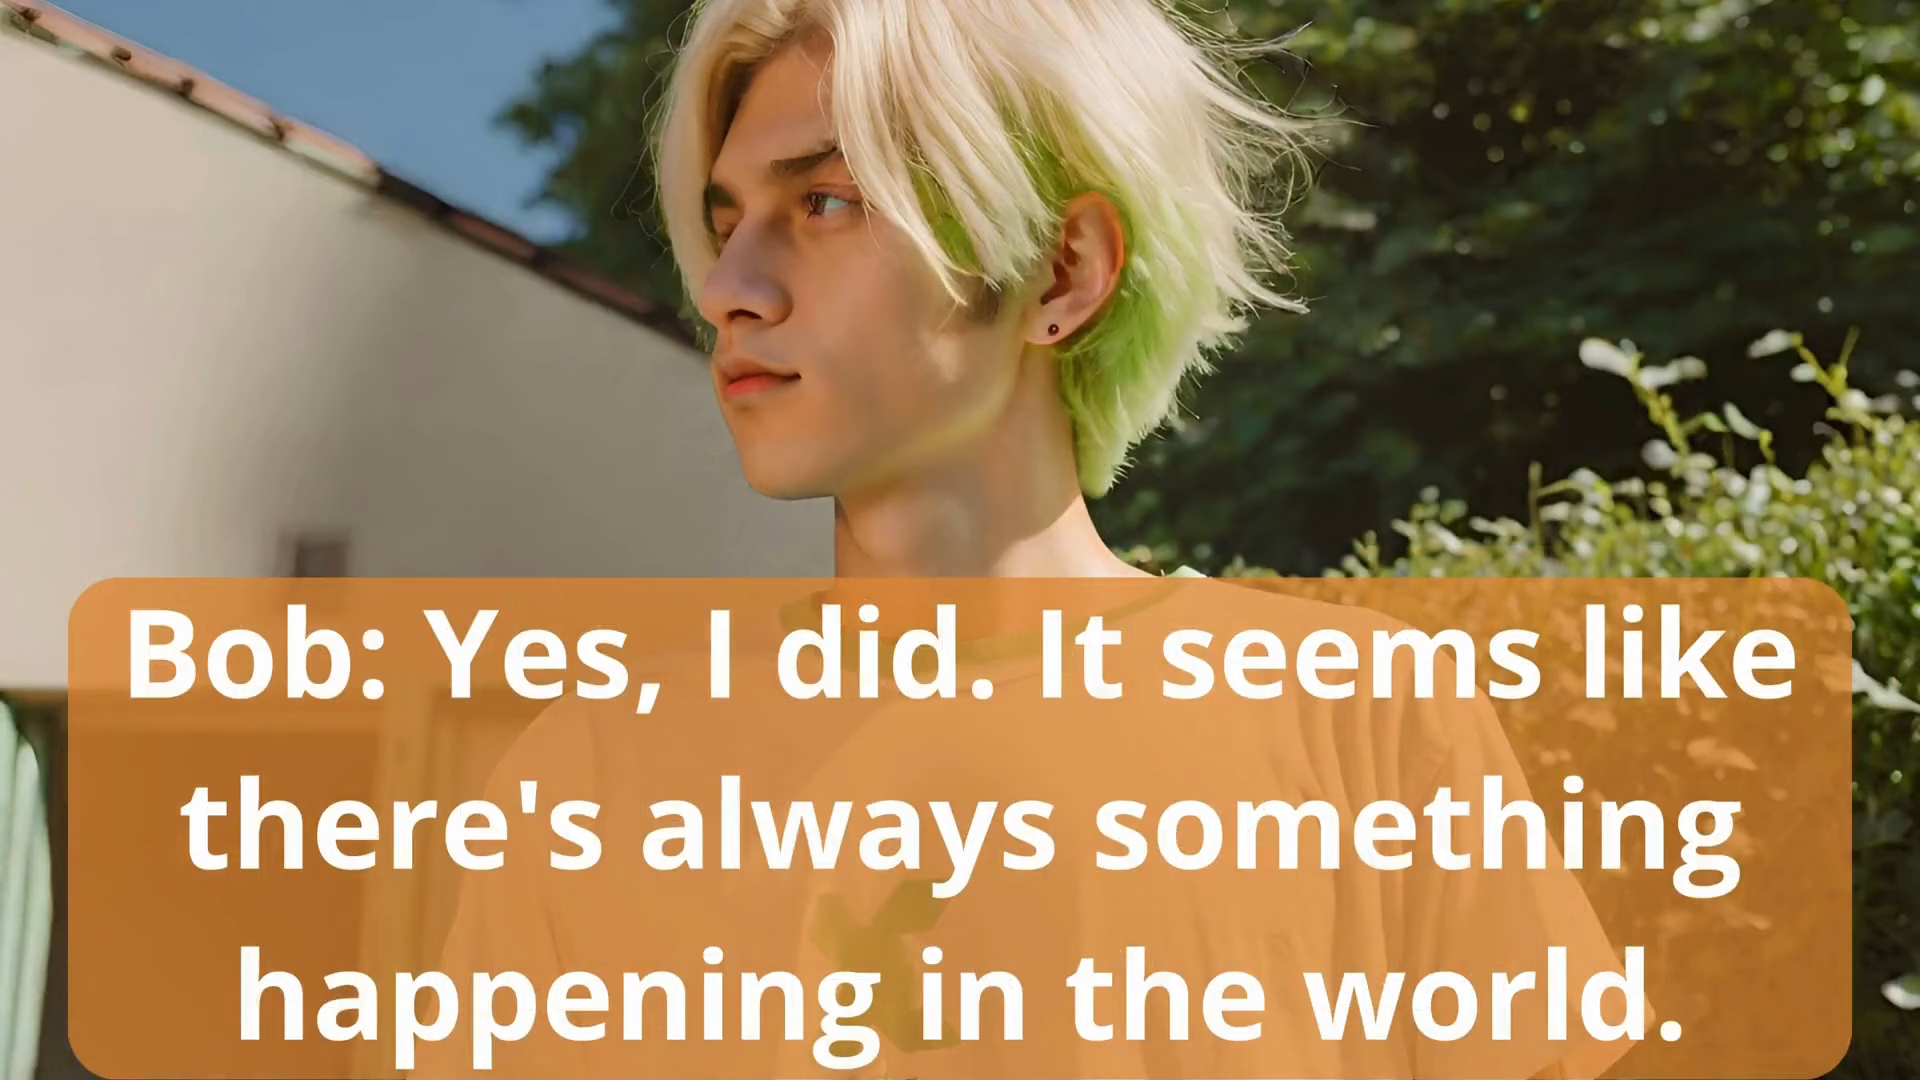 Bob: Yes, I did. It seems like
there's always something
happening in the world.